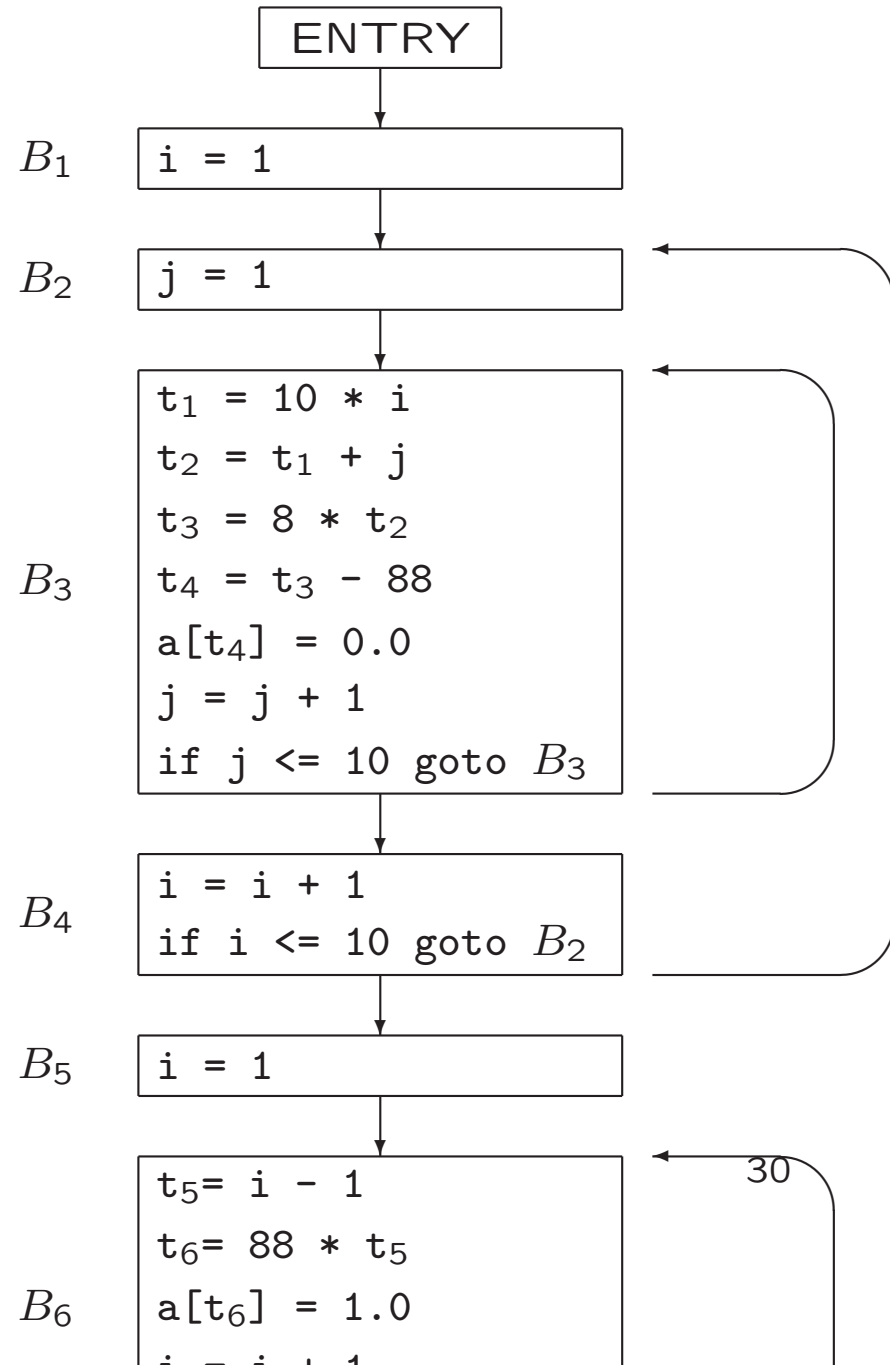 ENTRY
B₁
i = 1
B₂
j = 1
B₃
t₁ = 10 * i
t₂ = t₁ + j
t₃ = 8 * t₂
t₄ = t₃ - 88
a[t₄] = 0.0
j = j + 1
if j <= 10 goto B₃
B₄
i = i + 1
if i <= 10 goto B₂
B₅
i = 1
30
B₆
t₅= i - 1
t₆= 88 * t₅
a[t₆] = 1.0